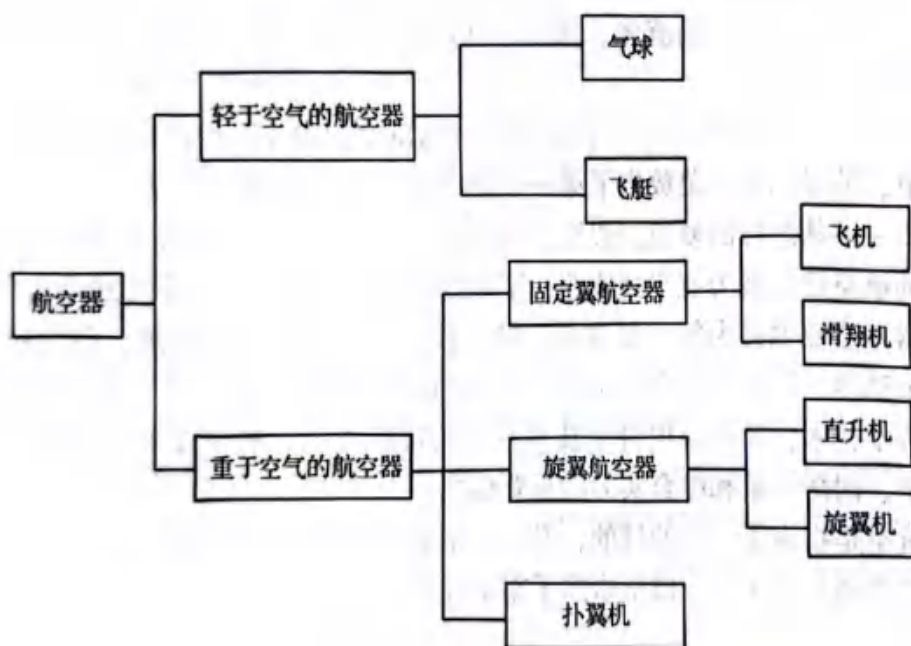 气球
轻于空气的航空器
飞艇
飞机
固定翼航空器
航空器
滑翔机
直升机
重于空气的航空器
旋翼航空器
旋翼机
扑翼机